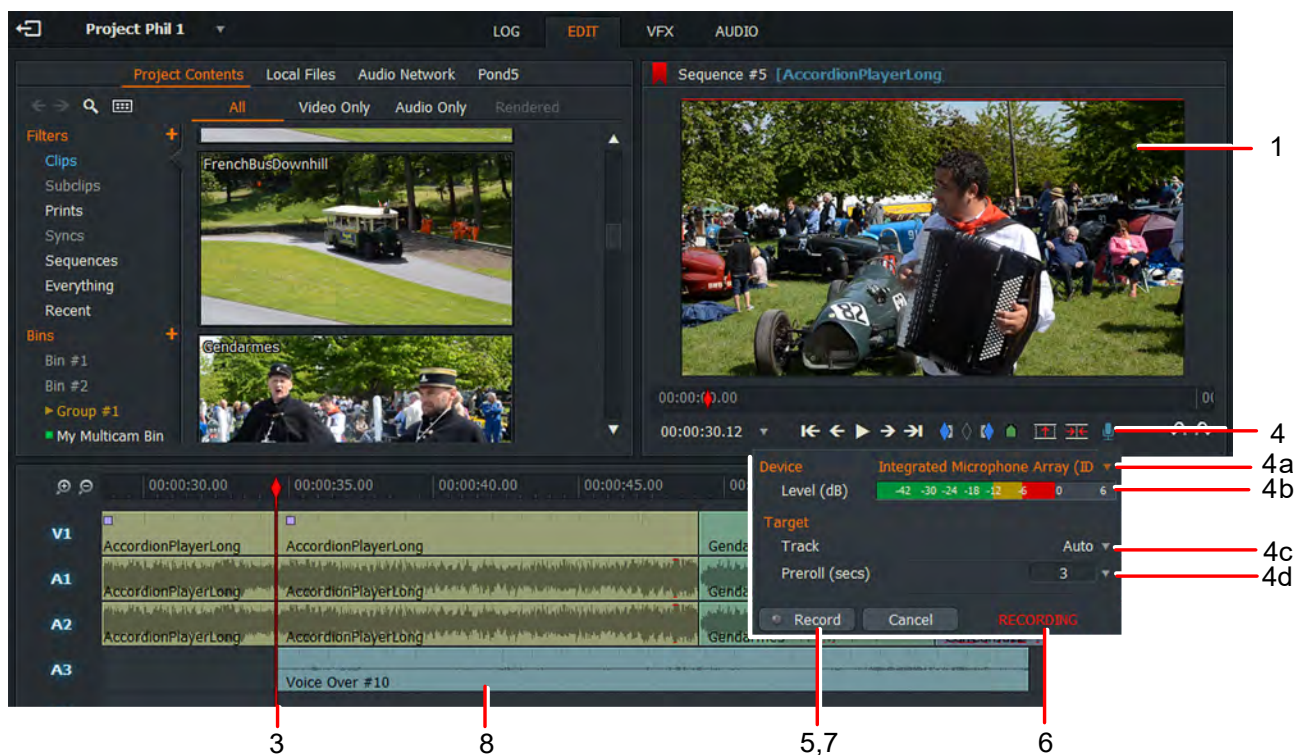 Project Phil 1
LOG EDIT VFX AUDIO
Project Contents Local Files Audio Network Pond5
All Video Only Audio Only Rendered
Filters +
Clips
Subclips
Prints
Syncs
Sequences
Everything
Recent
Bins +
Bin #1
Bin #2
Group #1
My Multicam Bin
FrenchBusDownhill
Gendarmes
Sequence #5 [AccordionPlayerLong]
82
1
00:00:00.00
00:00:30.12
4
Device Integrated Microphone Array (ID
4a
Level (dB) -42 -30 -24 -18 -12 -6 0 6
4b
Target
Track Auto
4c
Preroll (secs) 3
4d
Record Cancel RECORDING
00:00:30.00 00:00:35.00 00:00:40.00 00:00:45.00
V1
AccordionPlayerLong AccordionPlayerLong
A1
A2
AccordionPlayerLong AccordionPlayerLong Gendarmes
A3
Voice Over #10
3 8 5,7 6